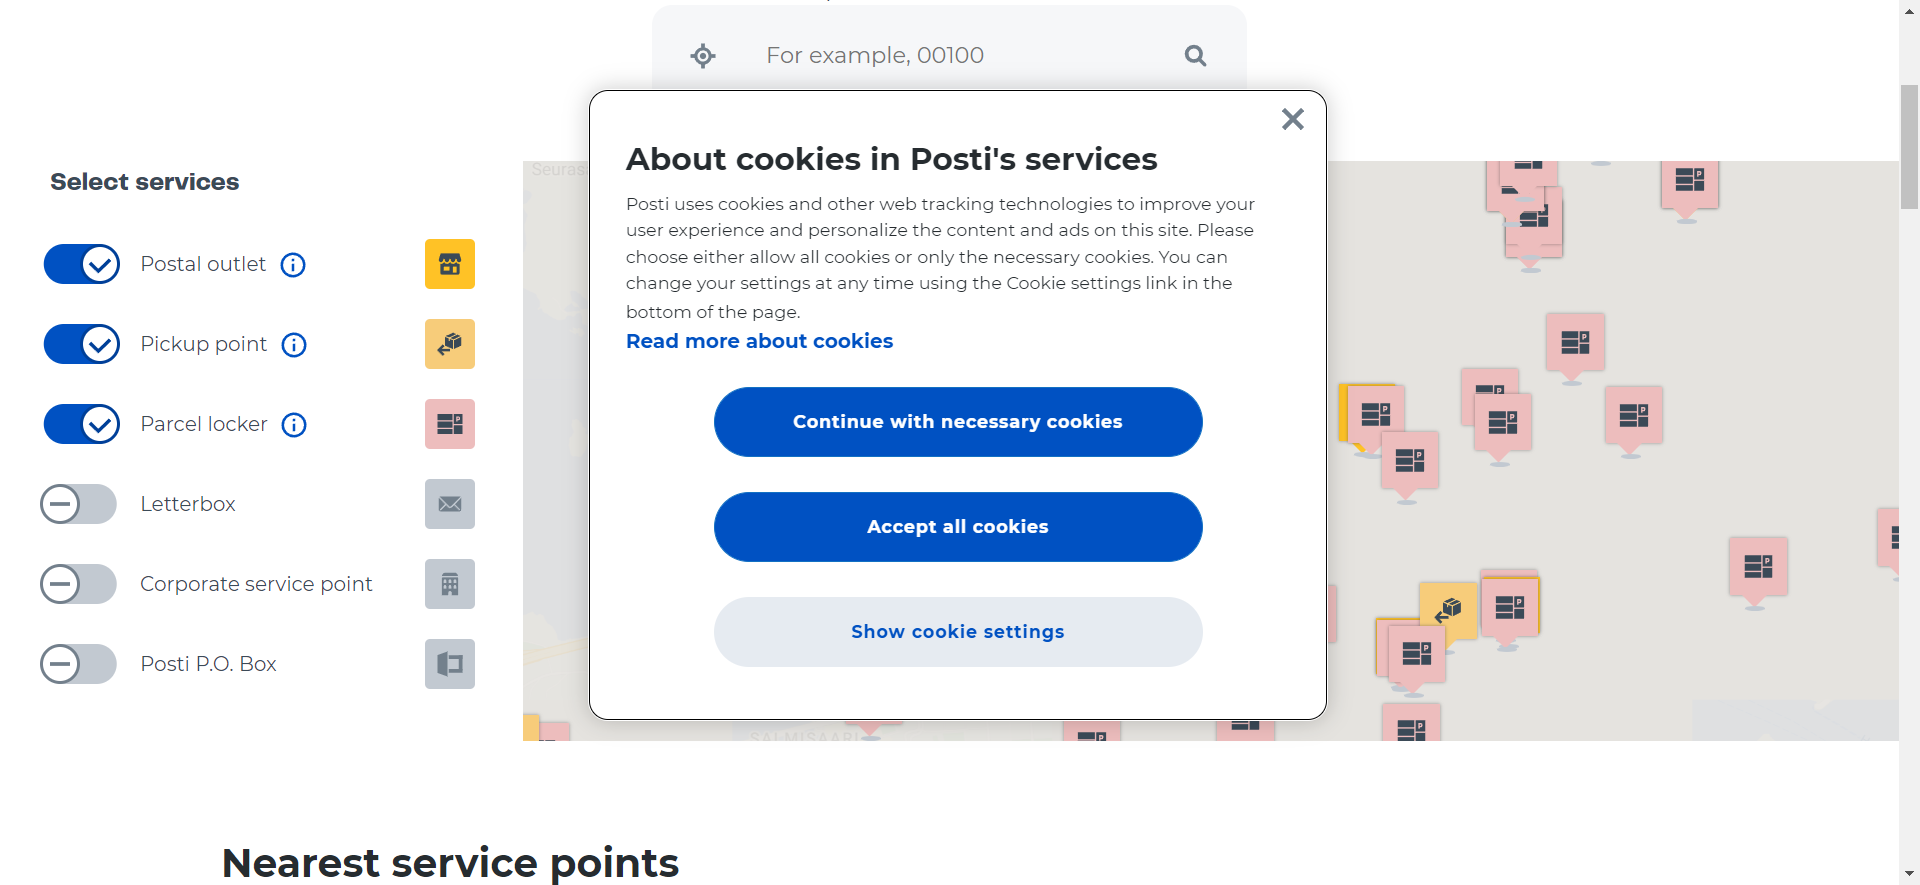 For example, 00100
About cookies in Posti's services
Posti uses cookies and other web tracking technologies to improve your
user experience and personalize the content and ads on this site. Please
choose either allow all cookies or only the necessary cookies. You can
change your settings at any time using the Cookie settings link in the
bottom of the page.
Read more about cookies
Continue with necessary cookies
Accept all cookies
Show cookie settings
Select services
Postal outlet
Pickup point
Parcel locker
Letterbox
Corporate service point
Posti P.O. Box
Nearest service points